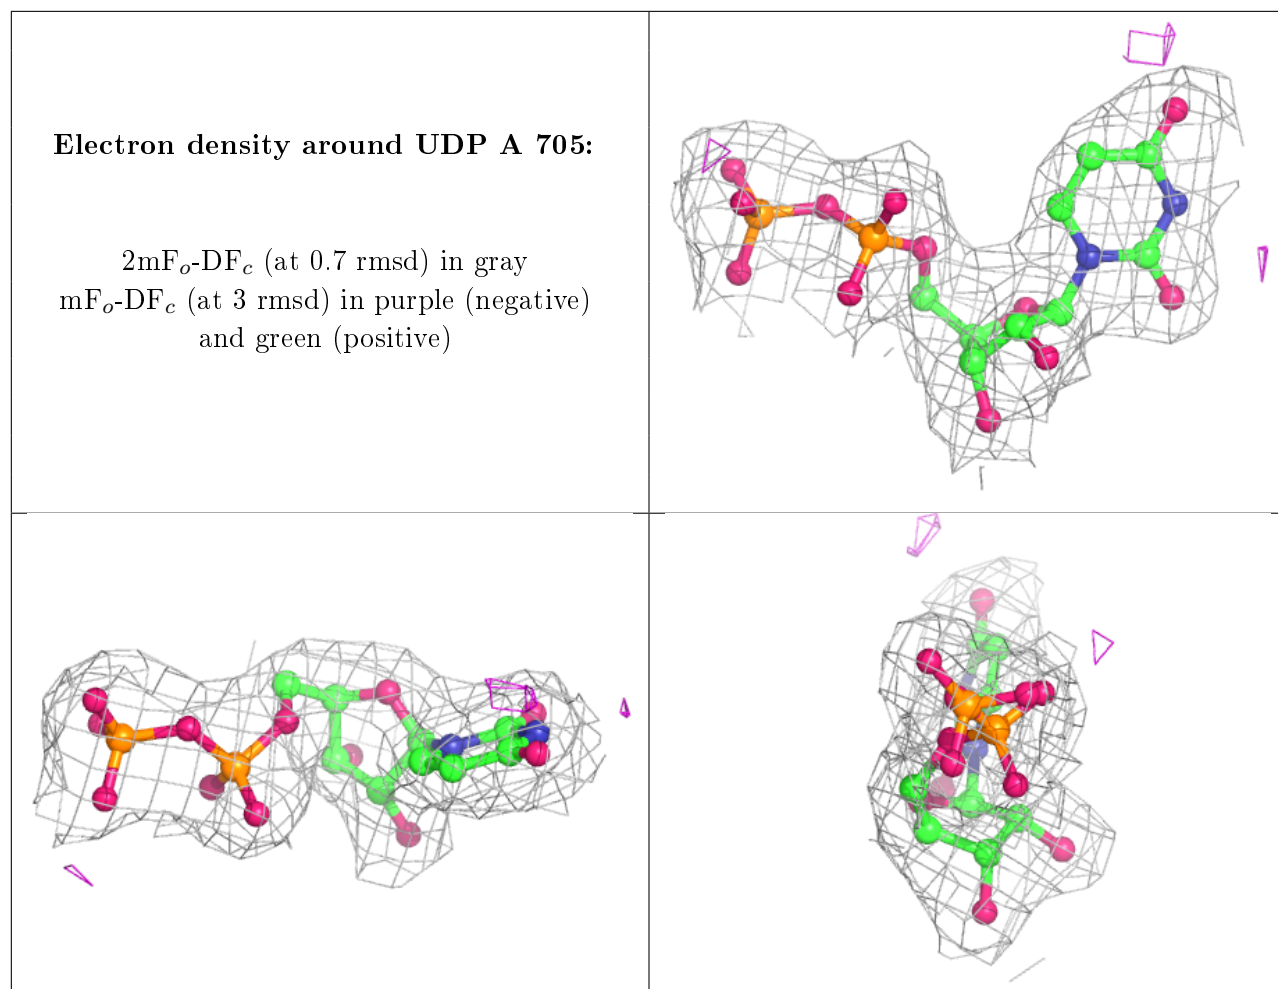 Electron density around UDP A 705:
2mFo-DFc (at 0.7 rmsd) in gray
mFo-DFc (at 3 rmsd) in purple (negative)
and green (positive)